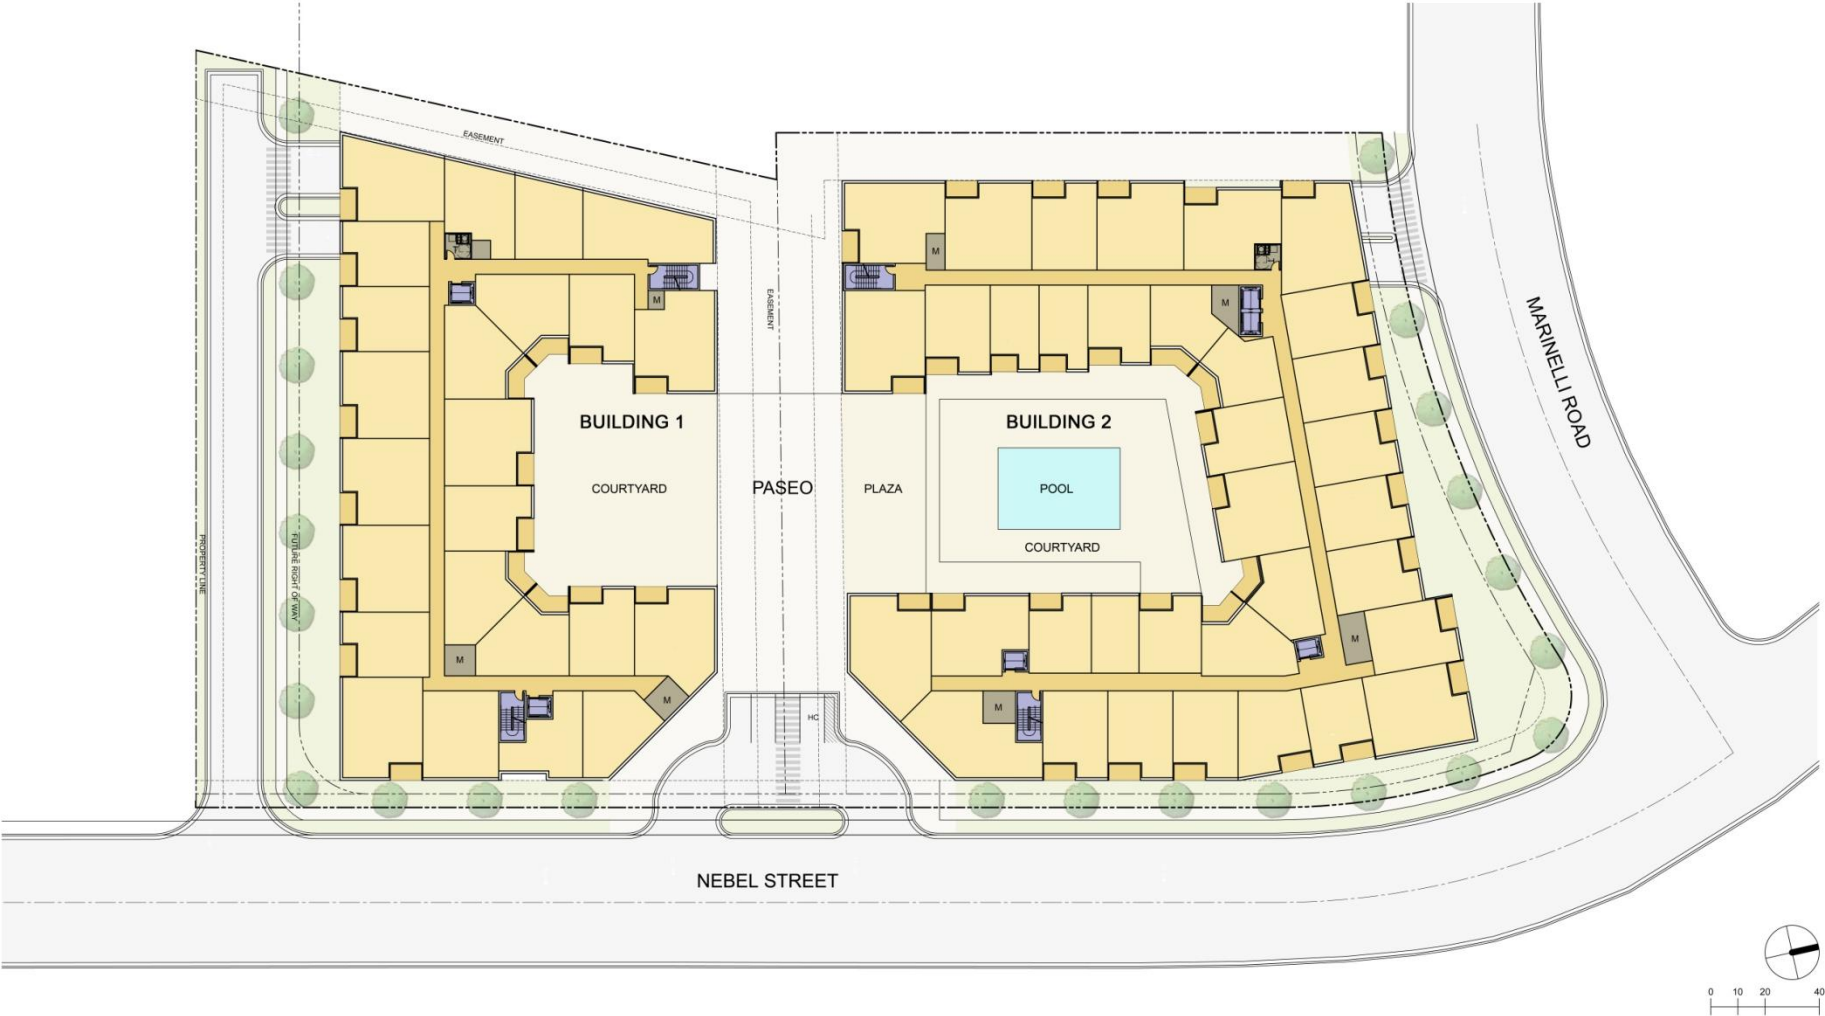 EASEMENT
M
EASEMENT
M
M
MARINELLI ROAD
BUILDING 1
BUILDING 2
COURTYARD
PASEO
PLAZA
POOL
COURTYARD
PROPERTY LINE
FUTURE RIGHT OF WAY
M
M
M
M
HC
NEBEL STREET
0 10 20 40